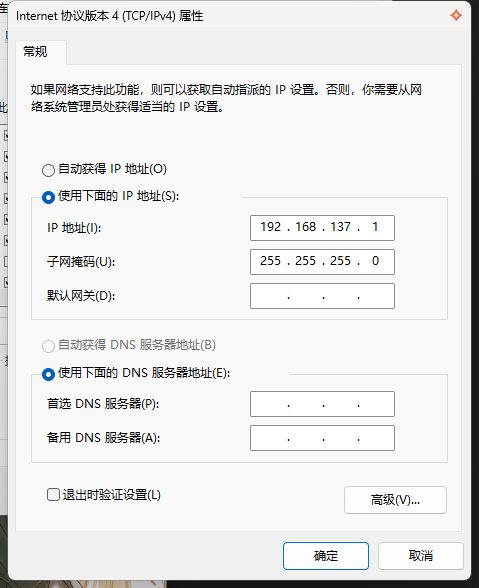 Internet 协议版本 4 (TCP/IPv4) 属性
常规
如果网络支持此功能，则可以获取自动指派的 IP 设置。否则，你需要从网
络系统管理员处获得适当的 IP 设置。
自动获得 IP 地址(O)
使用下面的 IP 地址(S):
IP 地址(I): 192 . 168 . 137 . 1
子网掩码(U): 255 . 255 . 255 . 0
默认网关(D): . . .
自动获得 DNS 服务器地址(B)
使用下面的 DNS 服务器地址(E):
首选 DNS 服务器(P): . . .
备用 DNS 服务器(A): . . .
退出时验证设置(L)
高级(V)...
确定 取消